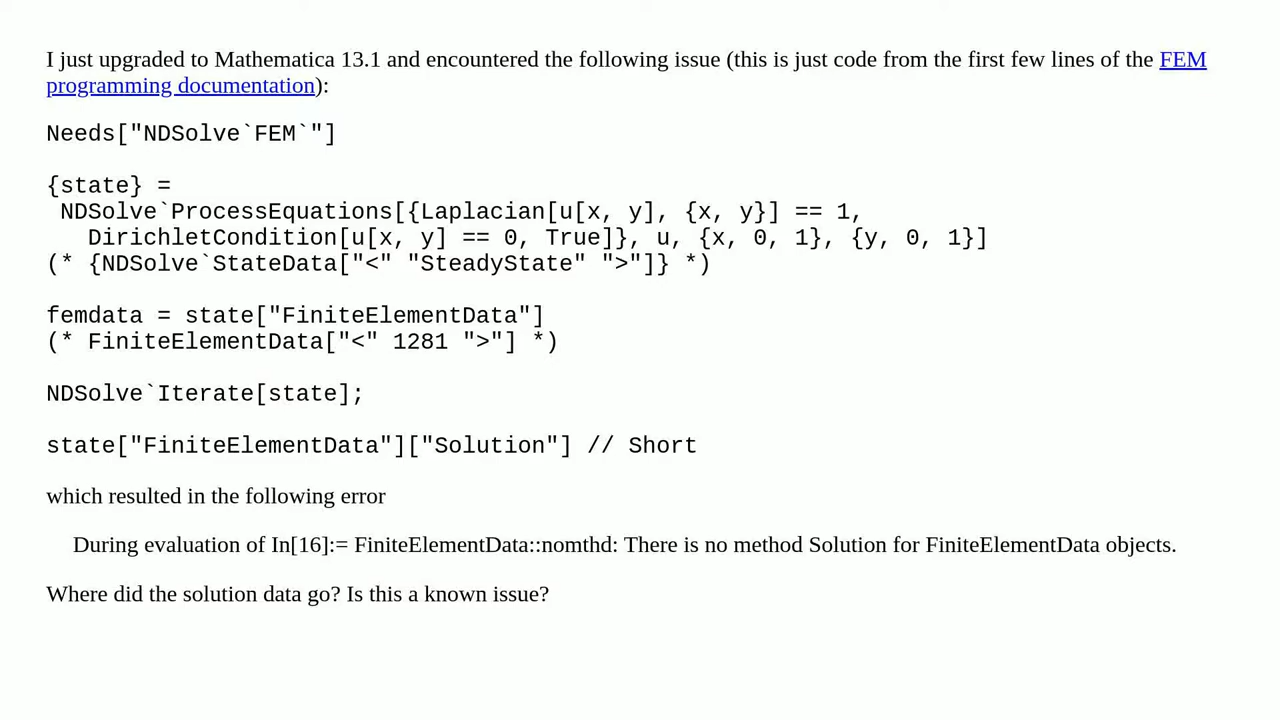 I just upgraded to Mathematica 13.1 and encountered the following issue (this is just code from the first few lines of the FEM
programming documentation):
Needs["NDSolve`FEM`"]
{state} =
NDSolve`ProcessEquations[{Laplacian[u[x, y], {x, y}] == 1,
DirichletCondition[u[x, y] == 0, True]}, u, {x, 0, 1}, {y, 0, 1}]
(* {NDSolve`StateData["<" "SteadyState" ">"]} *)
femdata = state["FiniteElementData"]
(* FiniteElementData["<" 1281 ">"] *)
NDSolve`Iterate[state];
state["FiniteElementData"]["Solution"] // Short
which resulted in the following error
During evaluation of In[16]:= FiniteElementData::nomthd: There is no method Solution for FiniteElementData objects.
Where did the solution data go? Is this a known issue?